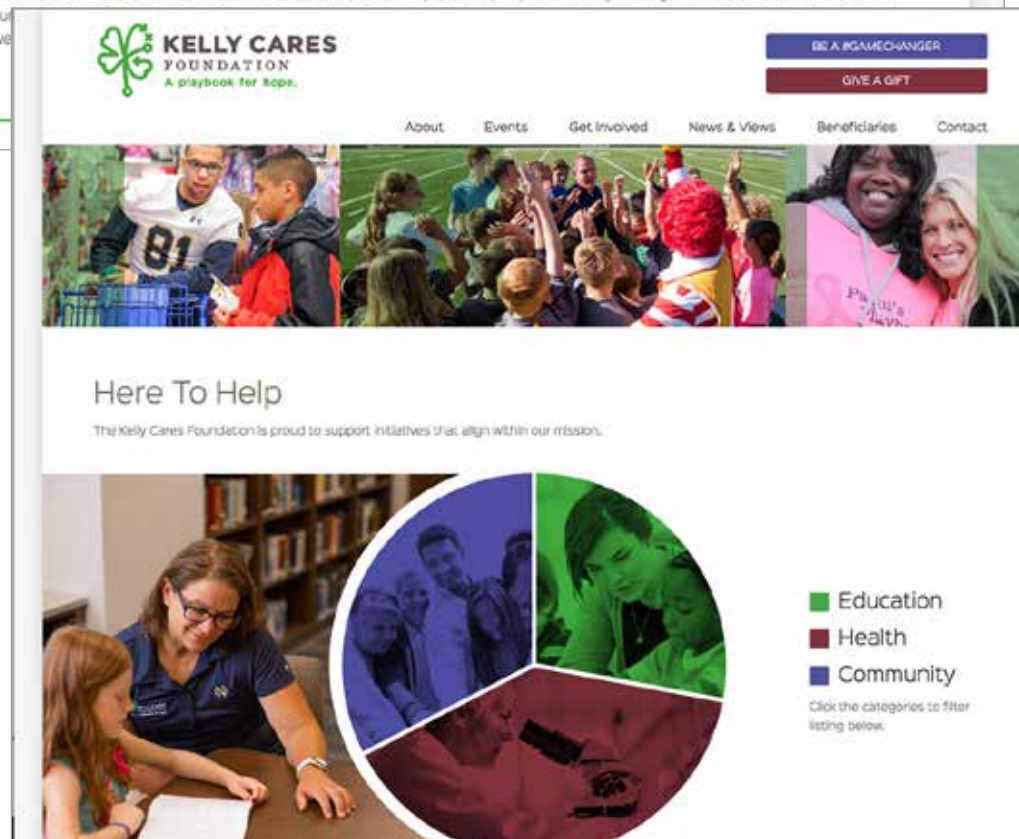 KELLY CARES
FOUNDATION
A playbook for hope.
BE A #GAMECHANGER
GIVE A GIFT
About Events Get Involved News & Views Beneficiaries Contact
81
Here To Help
The Kelly Cares Foundation is proud to support initiatives that align within our mission.
Education
Health
Community
Click the categories to filter
listing below.